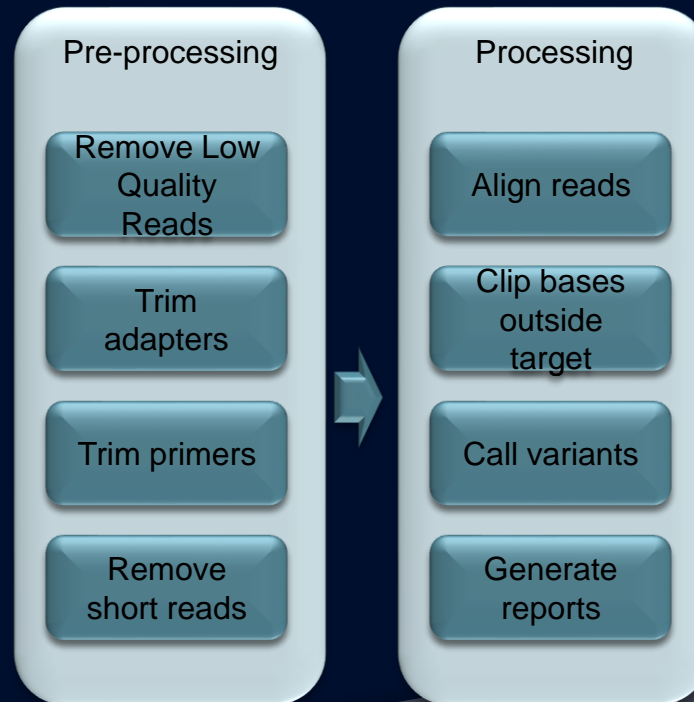 Pre-processing
Remove Low
Quality
Reads
Trim
adapters
Trim primers
Remove
short reads
Processing
Align reads
Clip bases
outside
target
Call variants
Generate
reports